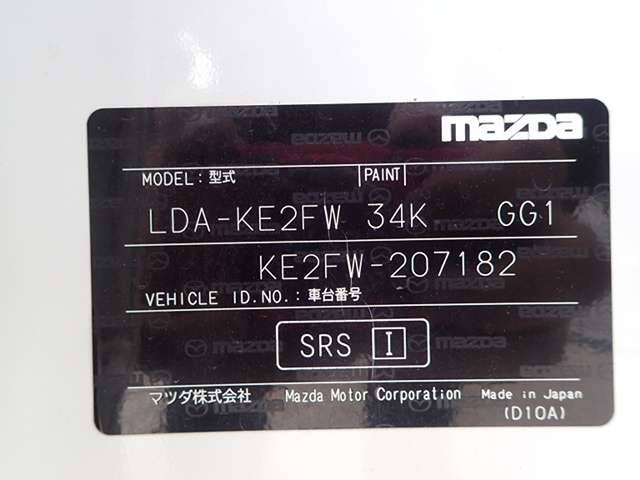 mazda
MODEL: 型式 PAINT
LDA-KE2FW 34K GG1
KE2FW-207182
VEHICLE ID.NO.: 車台番号
SRS I
マツダ株式会社 Mazda Motor Corporation Made in Japan
(D10A)